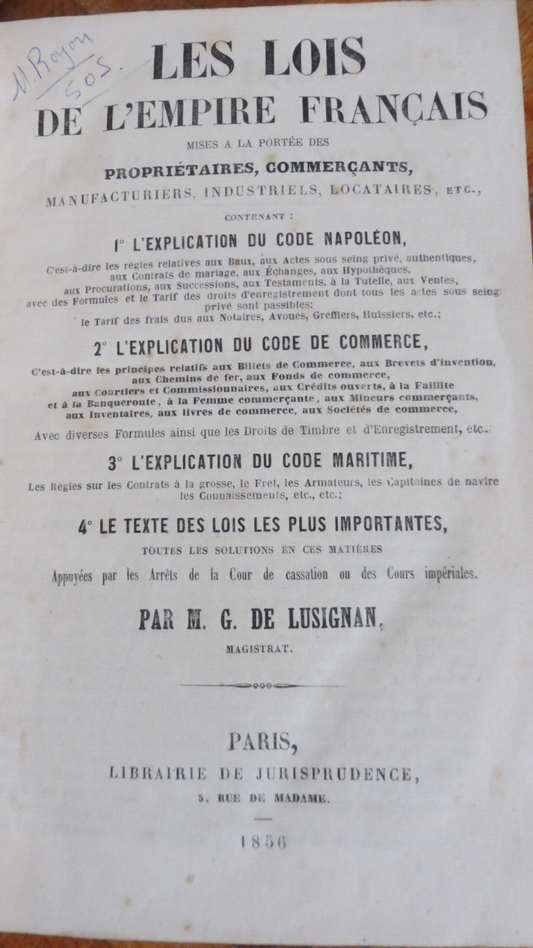 M. Royou
SOS.
LES LOIS
DE L'EMPIRE FRANÇAIS
MISES A LA PORTÉE DES
PROPRIÉTAIRES, COMMERÇANTS,
MANUFACTURIERS, INDUSTRIELS, LOCATAIRES, ETC.,
CONTENANT :
1° L'EXPLICATION DU CODE NAPOLÉON,
C'est-à-dire les règles relatives aux Baux, aux Actes sous seing privé, authentiques,
aux Contrats de mariage, aux Échanges, aux Hypothèques,
aux Procurations, aux Successions, aux Testaments, à la Tutelle, aux Ventes,
avec des Formules et le Tarif des droits d'enregistrement dont tous les actes sous seing
privé sont passibles;
le Tarif des frais dus aux Notaires, Avoués, Greffiers, Huissiers, etc.;
2° L'EXPLICATION DU CODE DE COMMERCE,
C'est-à-dire les principes relatifs aux Billets de Commerce, aux Brevets d'invention,
aux Chemins de fer, aux Fonds de commerce,
aux Courtiers et Commissionnaires, aux Crédits ouverts, à la Faillite
et à la Banqueroute, à la Femme commerçante, aux Mineurs commerçants,
aux Inventaires, aux livres de commerce, aux Sociétés de commerce,
Avec diverses Formules ainsi que les Droits de Timbre et d'Enregistrement, etc.:
3° L'EXPLICATION DU CODE MARITIME,
Les Règles sur les Contrats à la grosse, le Fret, les Armateurs, les Capitaines de navire
les Connaissements, etc., etc.;
4° LE TEXTE DES LOIS LES PLUS IMPORTANTES,
TOUTES LES SOLUTIONS EN CES MATIÈRES
Appuyées par les Arrêts de la Cour de cassation ou des Cours impériales.
PAR M. G. DE LUSIGNAN,
MAGISTRAT.
PARIS,
LIBRAIRIE DE JURISPRUDENCE,
5, RUE DE MADAME.
1856